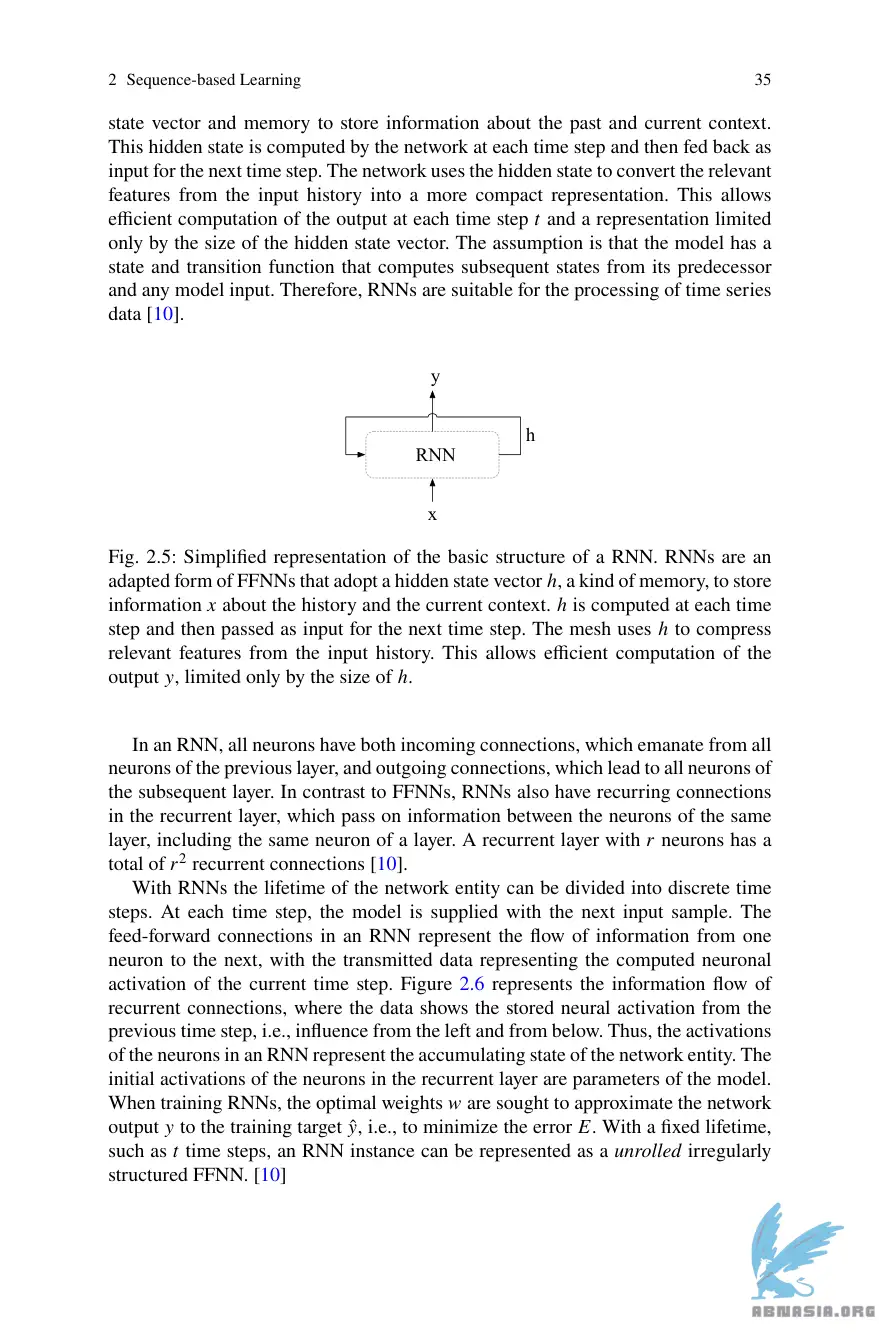 2 Sequence-based Learning 35
state vector and memory to store information about the past and current context.
This hidden state is computed by the network at each time step and then fed back as
input for the next time step. The network uses the hidden state to convert the relevant
features from the input history into a more compact representation. This allows
efficient computation of the output at each time step t and a representation limited
only by the size of the hidden state vector. The assumption is that the model has a
state and transition function that computes subsequent states from its predecessor
and any model input. Therefore, RNNs are suitable for the processing of time series
data [10].
y
h
RNN
x
Fig. 2.5: Simplified representation of the basic structure of a RNN. RNNs are an
adapted form of FFNNs that adopt a hidden state vector h, a kind of memory, to store
information x about the history and the current context. h is computed at each time
step and then passed as input for the next time step. The mesh uses h to compress
relevant features from the input history. This allows efficient computation of the
output y, limited only by the size of h.
In an RNN, all neurons have both incoming connections, which emanate from all
neurons of the previous layer, and outgoing connections, which lead to all neurons of
the subsequent layer. In contrast to FFNNs, RNNs also have recurring connections
in the recurrent layer, which pass on information between the neurons of the same
layer, including the same neuron of a layer. A recurrent layer with r neurons has a
total of r² recurrent connections [10].
With RNNs the lifetime of the network entity can be divided into discrete time
steps. At each time step, the model is supplied with the next input sample. The
feed-forward connections in an RNN represent the flow of information from one
neuron to the next, with the transmitted data representing the computed neuronal
activation of the current time step. Figure 2.6 represents the information flow of
recurrent connections, where the data shows the stored neural activation from the
previous time step, i.e., influence from the left and from below. Thus, the activations
of the neurons in an RNN represent the accumulating state of the network entity. The
initial activations of the neurons in the recurrent layer are parameters of the model.
When training RNNs, the optimal weights w are sought to approximate the network
output y to the training target ŷ, i.e., to minimize the error E. With a fixed lifetime,
such as t time steps, an RNN instance can be represented as a unrolled irregularly
structured FFNN. [10]
ABNASIA.ORG